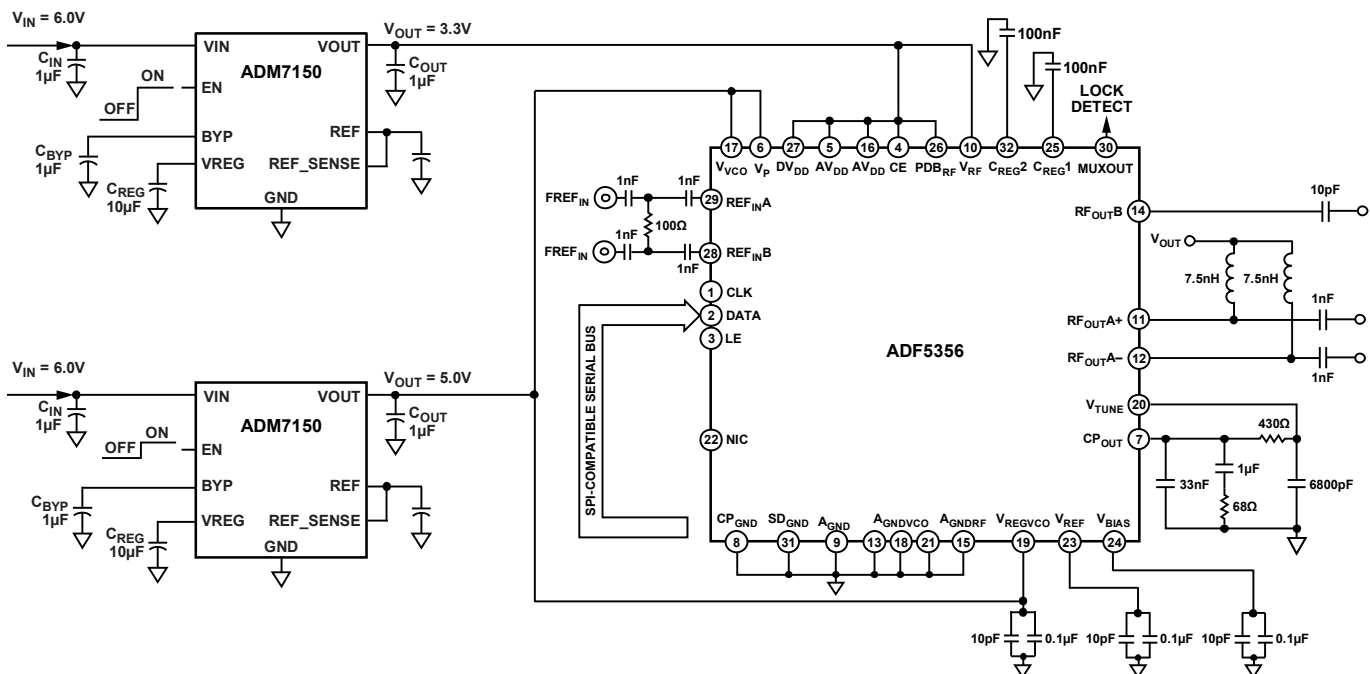 VIN = 6.0V
CIN
1µF
OFF
ON
CBYP
1µF
CREG
10µF
VIN
EN
BYP
VREG
ADM7150
GND
VOUT
REF
REF_SENSE
VOUT = 3.3V
COUT
1µF
VIN = 6.0V
CIN
1µF
OFF
ON
CBYP
1µF
CREG
10µF
VIN
EN
BYP
VREG
ADM7150
GND
VOUT
REF
REF_SENSE
VOUT = 5.0V
COUT
1µF
100nF
100nF
LOCK
DETECT
17 6 27 5 16 4 26 10 32 25 30
VVCO VP DVDD AVDD AVDD CE PDBRF VRF CREG2 CREG1 MUXOUT
FREFIN 1nF 1nF 29 REFINA
100Ω
FREFIN 1nF 1nF 28 REFINB
1 CLK
2 DATA
3 LE
SPI-COMPATIBLE SERIAL BUS
22 NIC
ADF5356
RFOUTB 14 10pF
VOUT
7.5nH 7.5nH
RFOUTA+ 11 1nF
RFOUTA− 12 1nF
VTUNE 20
CPOUT 7 430Ω
33nF 1µF 6800pF
68Ω
CPGND SDGND AGND AGNDVCO AGNDRF VREGVCO VREF VBIAS
8 31 9 13 18 21 15 19 23 24
10pF 0.1µF 10pF 0.1µF 10pF 0.1µF